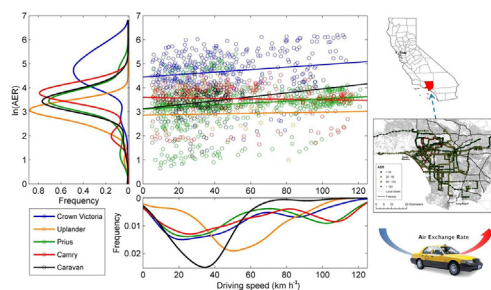 7
6
5
4
3
2
1
0
ln(AER)
0.8 0.6 0.4 0.2
Frequency
7
6
5
4
3
2
1
0
0 20 40 60 80 100 120
0
0.01
0.02
Frequency
0 20 40 60 80 100 120
Driving speed (km h⁻¹)
Crown Victoria
Uplander
Prius
Camry
Caravan
AER
Air Exchange Rate